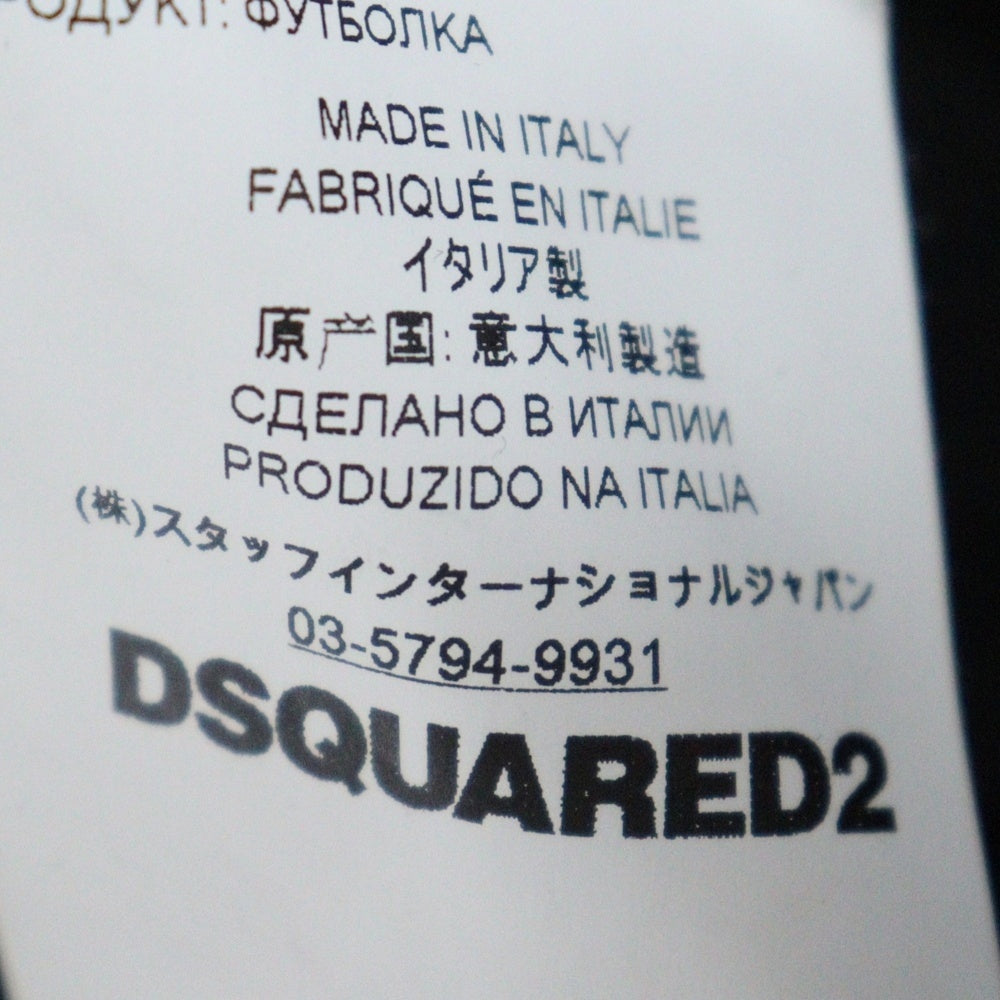 ПРОДУКТ: ФУТБОЛКА
MADE IN ITALY
FABRIQUÉ EN ITALIE
イタリア製
原产国: 意大利製造
СДЕЛАНО В ИТАЛИИ
PRODUZIDO NA ITALIA
(株)スタッフインターナショナルジャパン
03-5794-9931
DSQUARED2